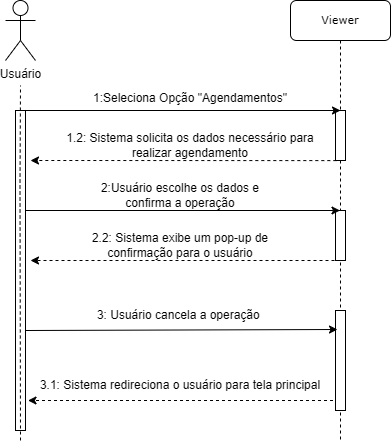 Viewer
Usuário
1:Seleciona Opção "Agendamentos"
1.2: Sistema solicita os dados necessário para
realizar agendamento
2:Usuário escolhe os dados e
confirma a operação
2.2: Sistema exibe um pop-up de
confirmação para o usuário
3: Usuário cancela a operação
3.1: Sistema redireciona o usuário para tela principal